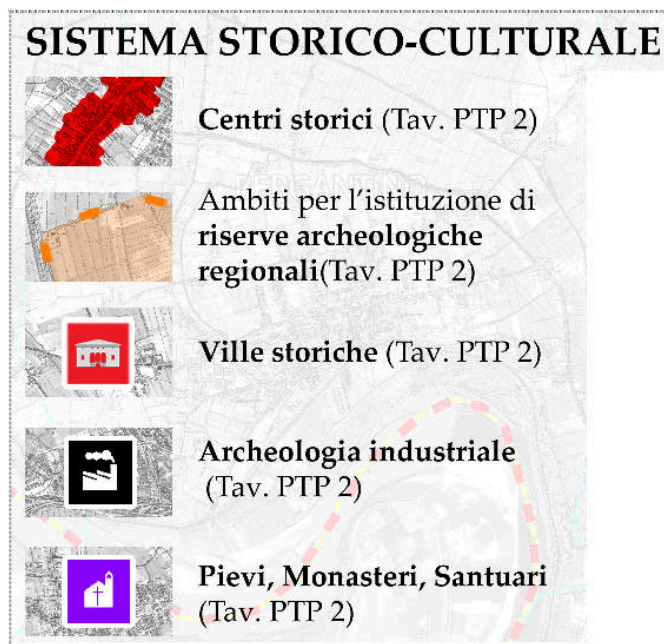 SISTEMA STORICO-CULTURALE
Centri storici (Tav. PTP 2)
Ambiti per l'istituzione di
riserve archeologiche
regionali(Tav. PTP 2)
Ville storiche (Tav. PTP 2)
Archeologia industriale
(Tav. PTP 2)
Pievi, Monasteri, Santuari
(Tav. PTP 2)